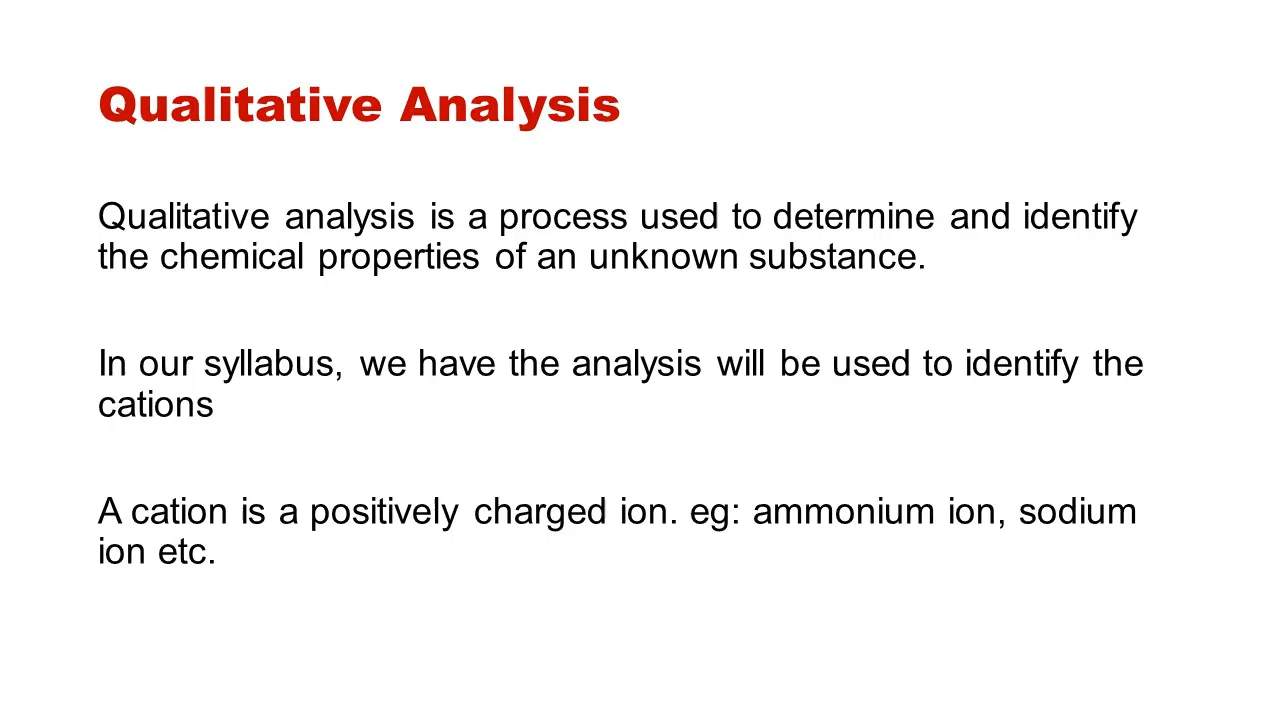 Qualitative Analysis
Qualitative analysis is a process used to determine and identify
the chemical properties of an unknown substance.
In our syllabus, we have the analysis will be used to identify the
cations
A cation is a positively charged ion. eg: ammonium ion, sodium
ion etc.